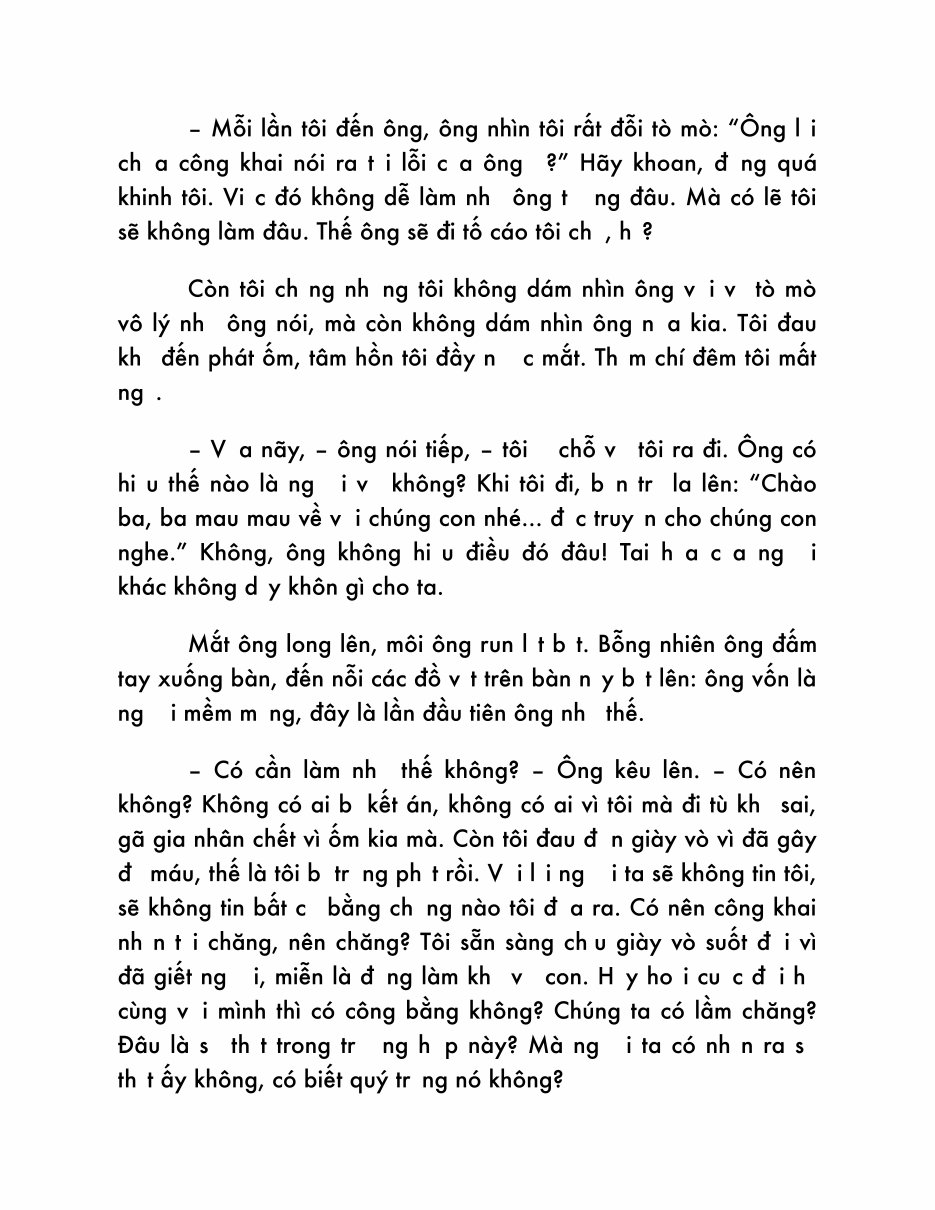 – Mỗi lần tôi đến ông, ông nhìn tôi rất đỗi tò mò: “Ông l i
ch a công khai nói ra t i lỗi c a ông  ?” Hãy khoan, đ ng quá
khinh tôi. Vi c đó không dễ làm nh  ông t  ng đâu. Mà có lẽ tôi
sẽ không làm đâu. Thế ông sẽ đi tố cáo tôi ch , h ?
Còn tôi ch ng nh ng tôi không dám nhìn ông v i v  tò mò
vô lý nh  ông nói, mà còn không dám nhìn ông n a kia. Tôi đau
kh  đến phát ốm, tâm hồn tôi đầy n  c mắt. Th m chí đêm tôi mất
ng .
– V a nãy, – ông nói tiếp, – tôi   chỗ v  tôi ra đi. Ông có
hi u thế nào là ng  i v  không? Khi tôi đi, b n tr  la lên: “Chào
ba, ba mau mau về v i chúng con nhé... đ c truy n cho chúng con
nghe.” Không, ông không hi u điều đó đâu! Tai h a c a ng  i
khác không d y khôn gì cho ta.
Mắt ông long lên, môi ông run l t b t. Bỗng nhiên ông đấm
tay xuống bàn, đến nỗi các đồ v t trên bàn n y b t lên: ông vốn là
ng  i mềm m ng, đây là lần đầu tiên ông nh  thế.
– Có cần làm nh  thế không? – Ông kêu lên. – Có nên
không? Không có ai b  kết án, không có ai vì tôi mà đi tù kh  sai,
gã gia nhân chết vì ốm kia mà. Còn tôi đau đ n giày vò vì đã gây
đ  máu, thế là tôi b  tr ng ph t rồi. V i l i ng  i ta sẽ không tin tôi,
sẽ không tin bất c  bằng ch ng nào tôi đ a ra. Có nên công khai
nh n t i chăng, nên chăng? Tôi sẵn sàng ch u giày vò suốt đ i vì
đã giết ng  i, miễn là đ ng làm kh  v  con. H y ho i cu c đ i h 
cùng v i mình thì có công bằng không? Chúng ta có lầm chăng?
Đâu là s  th t trong tr  ng h p này? Mà ng  i ta có nh n ra s 
th t ấy không, có biết quý tr ng nó không?